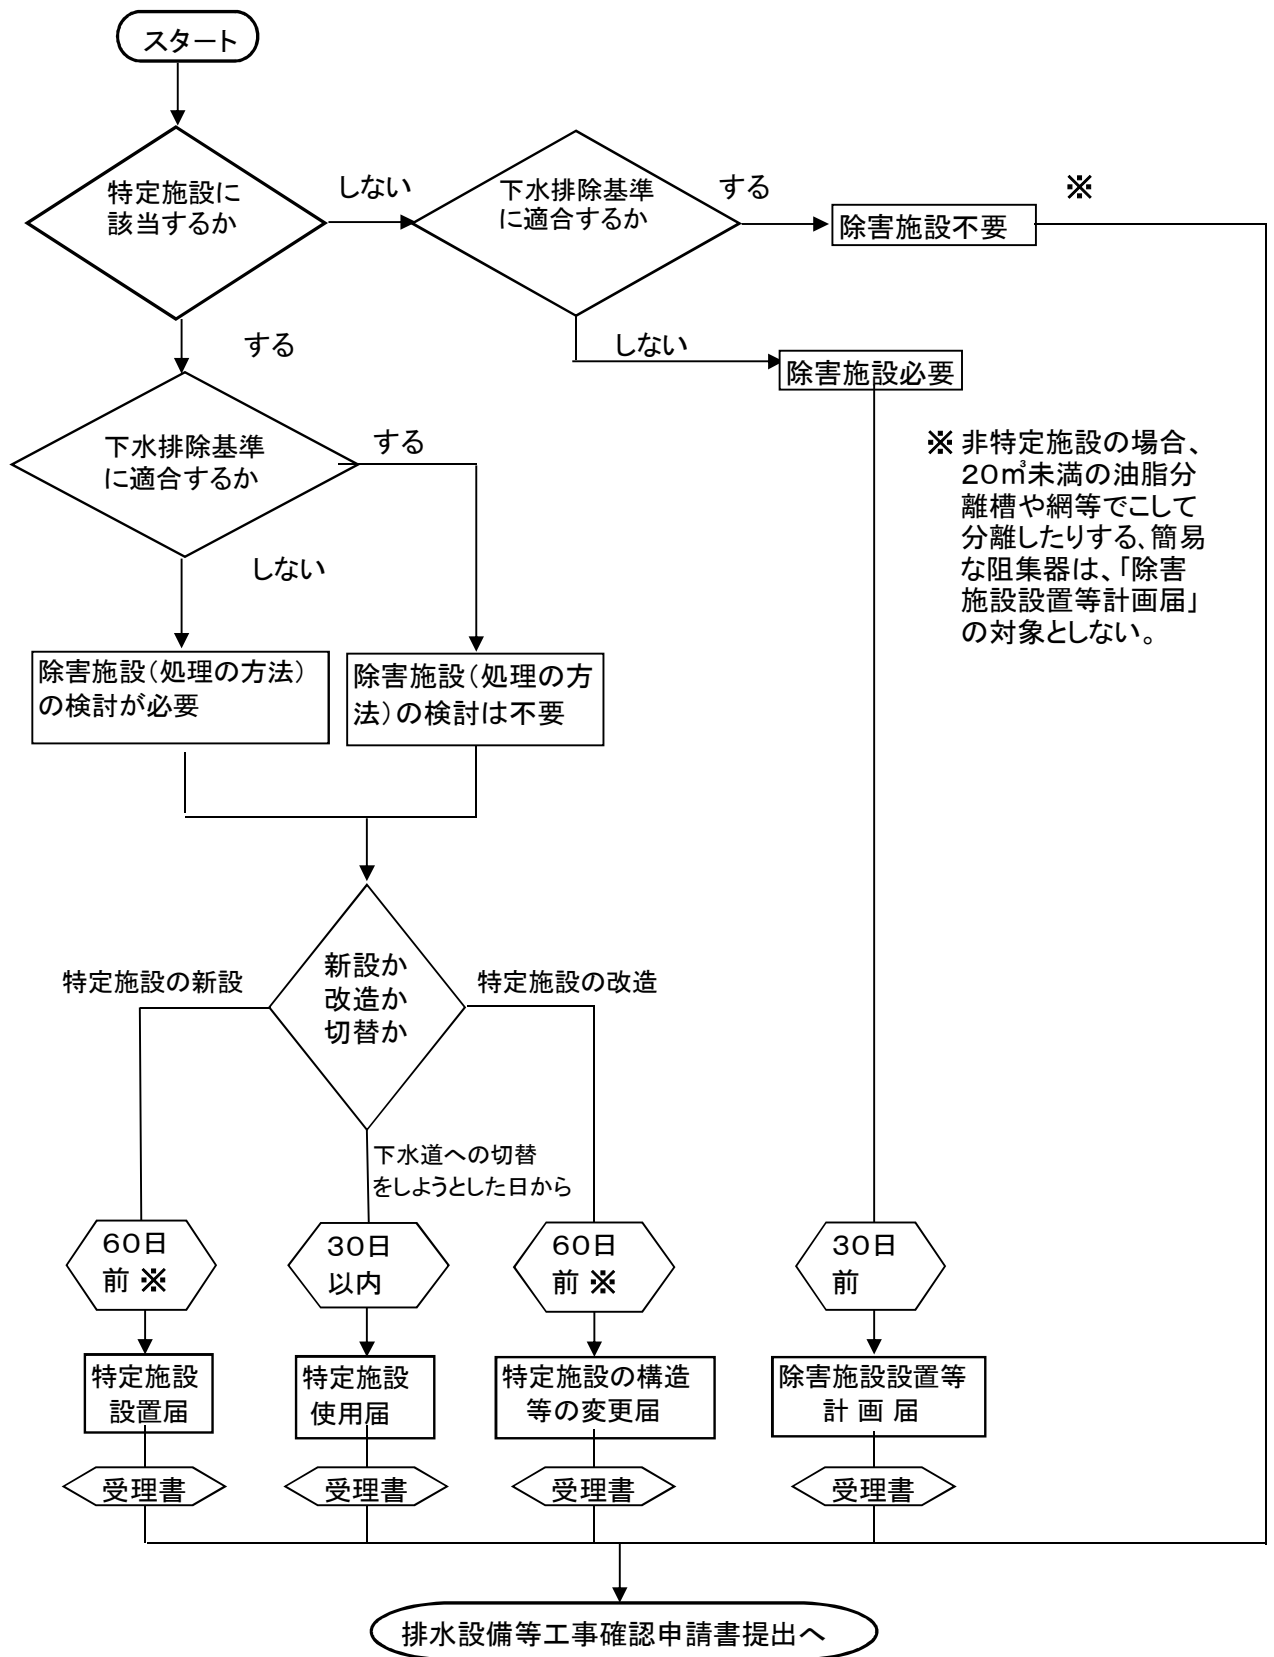 スタート
特定施設に
該当するか
しない
下水排除基準
に適合するか
する
※
除害施設不要
しない
除害施設必要
する
下水排除基準
に適合するか
する
しない
※ 非特定施設の場合、
20㎥未満の油脂分
離槽や網等でこして
分離したりする、簡易
な阻集器は、「除害
施設設置等計画届」
の対象としない。
除害施設(処理の方法)
の検討が必要
除害施設(処理の方
法)の検討は不要
新設か
改造か
切替か
特定施設の新設
特定施設の改造
下水道への切替
をしようとした日から
60日
前 ※
30日
以内
60日
前 ※
30日
前
特定施設
設置届
特定施設
使用届
特定施設の構造
等の変更届
除害施設設置等
計 画 届
受理書
受理書
受理書
受理書
排水設備等工事確認申請書提出へ